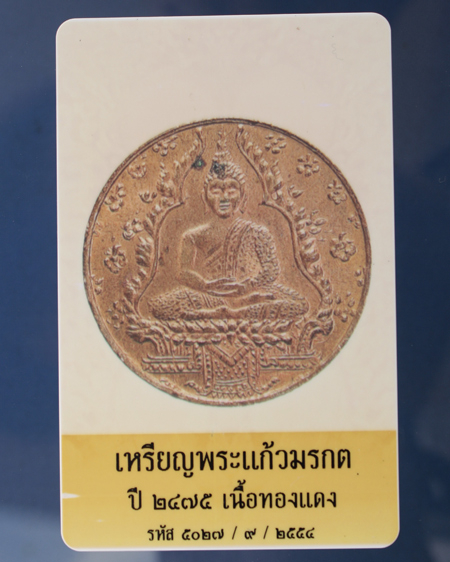 เหรียญพระแก้วมรกต
ปี ๒๔๗๕ เนื้อทองแดง
รหัส ๕๐๒๗ / ๙ / ๒๕๕๔